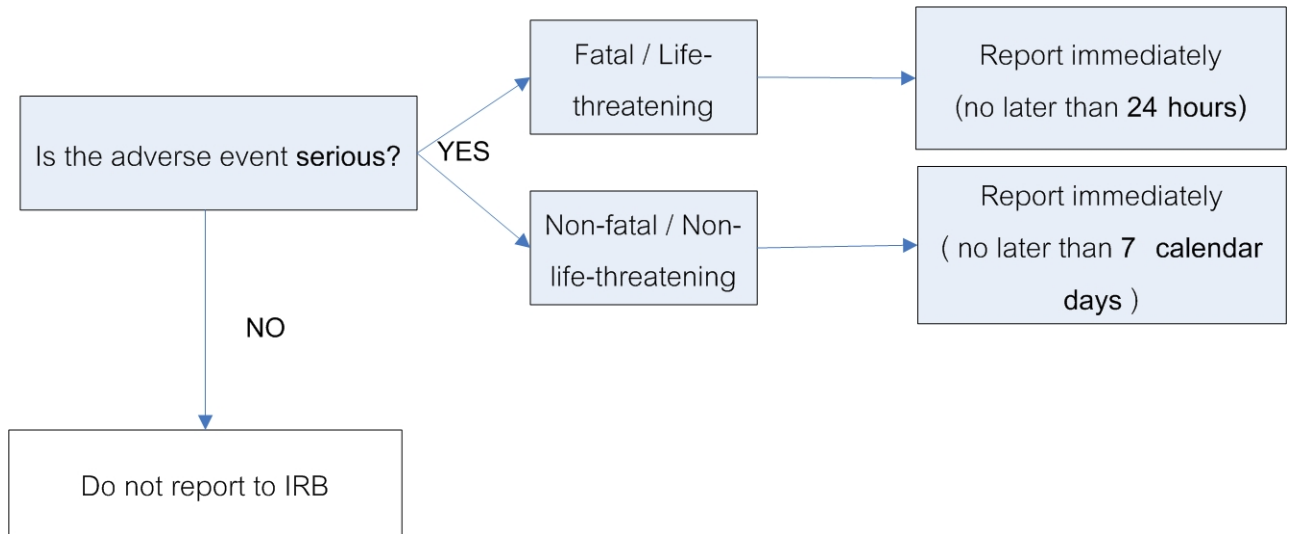 Is the adverse event serious?
YES
Fatal / Life-
threatening
Report immediately
(no later than 24 hours)
Non-fatal / Non-
life-threatening
Report immediately
( no later than 7 calendar
days )
NO
Do not report to IRB